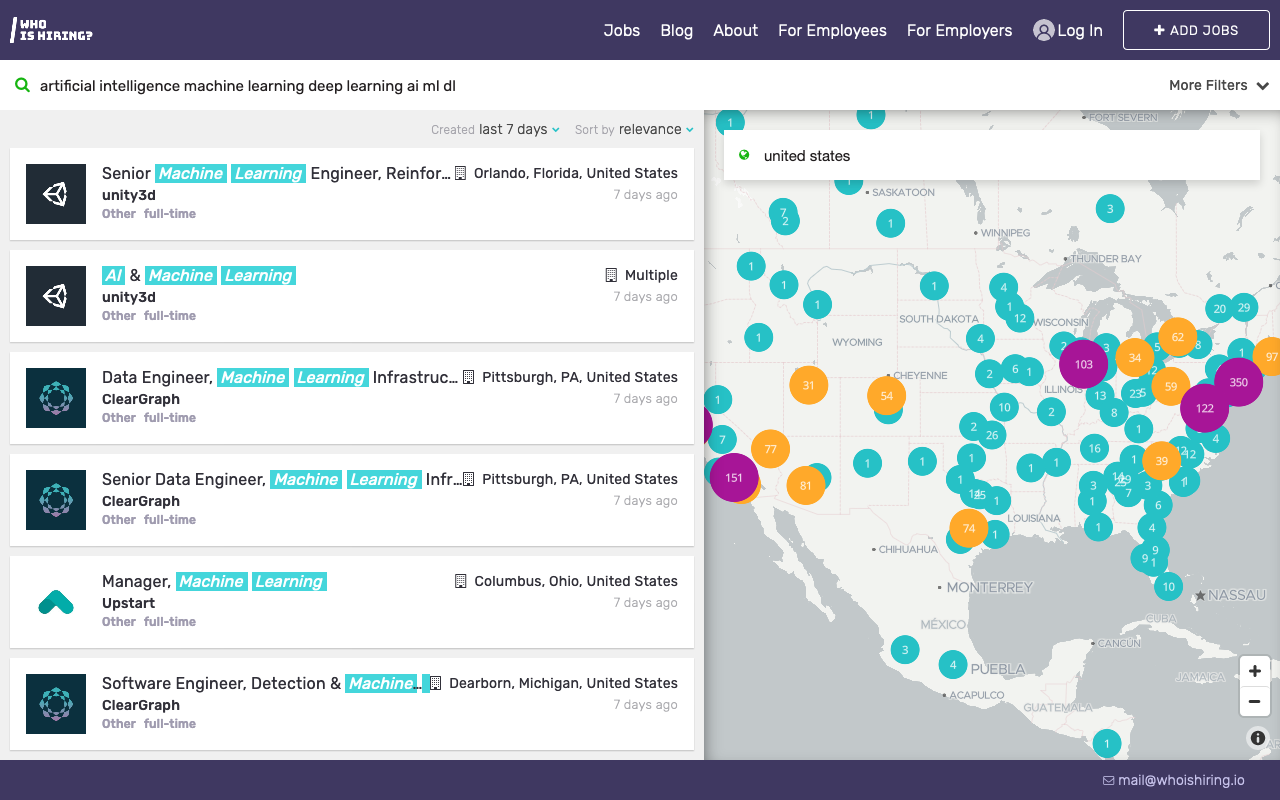 WHO
IS HIRING?
Jobs
Blog
About
For Employees
For Employers
Log In
+ ADD JOBS
artificial intelligence machine learning deep learning ai ml dl
More Filters
Created last 7 days
Sort by relevance
Senior Machine Learning Engineer, Reinfor...
Orlando, Florida, United States
unity3d
7 days ago
Other full-time
AI & Machine Learning
Multiple
unity3d
7 days ago
Other full-time
Data Engineer, Machine Learning Infrastruc...
Pittsburgh, PA, United States
ClearGraph
7 days ago
Other full-time
Senior Data Engineer, Machine Learning Infr...
Pittsburgh, PA, United States
ClearGraph
7 days ago
Other full-time
Manager, Machine Learning
Columbus, Ohio, United States
Upstart
7 days ago
Other full-time
Software Engineer, Detection & Machine...
Dearborn, Michigan, United States
ClearGraph
7 days ago
Other full-time
united states
1
1
FORT SEVERN
1
SASKATOON
7
2
1
3
WINNIPEG
THUNDER BAY
1
1
1
1
4
1
12
20
29
SOUTH DAKOTA
WISCONSIN
1
WYOMING
4
2
3
5
62
8
1
97
103
34
12
CHEYENNE
2
6
1
31
54
ILLINOIS
13
23
5
59
350
122
1
10
2
8
7
2
26
1
4
77
16
1
39
12
12
151
81
1
1
1
1
1
1
14
25
29
3
7
3
1
14
25
1
1
6
LOUISIANA
74
1
1
4
CHIHUAHUA
9
9
1
MONTERREY
10
NASSAU
MÉXICO
CUBA
3
4
PUEBLA
CANCÚN
JAMAICA
ACAPULCO
GUATEMALA
1
+
−
mail@whoishiring.io